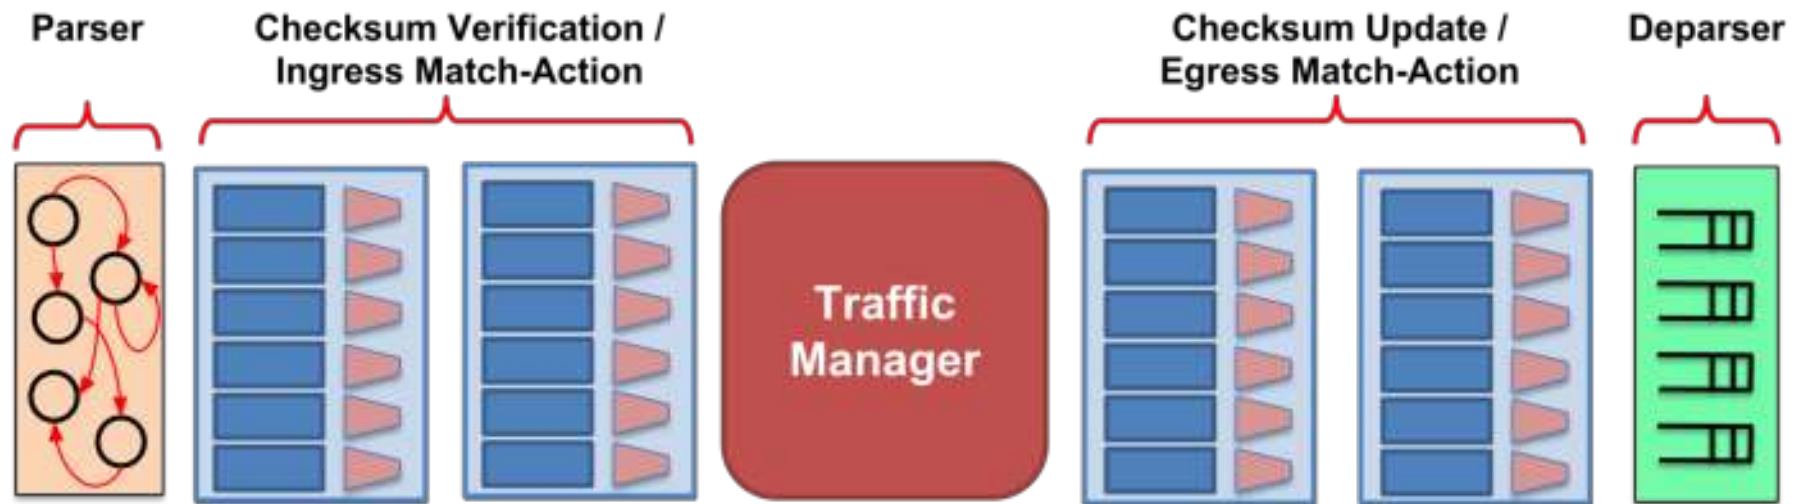 Parser
Checksum Verification /
Ingress Match-Action
Checksum Update /
Egress Match-Action
Deparser
Traffic
Manager